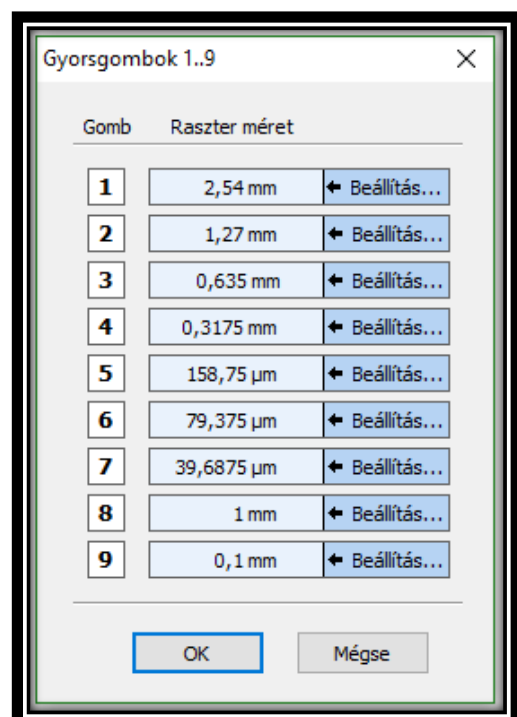 Gyorsgombok 1..9
Gomb Raszter méret
1 2,54 mm Beállítás...
2 1,27 mm Beállítás...
3 0,635 mm Beállítás...
4 0,3175 mm Beállítás...
5 158,75 µm Beállítás...
6 79,375 µm Beállítás...
7 39,6875 µm Beállítás...
8 1 mm Beállítás...
9 0,1 mm Beállítás...
OK Mégse